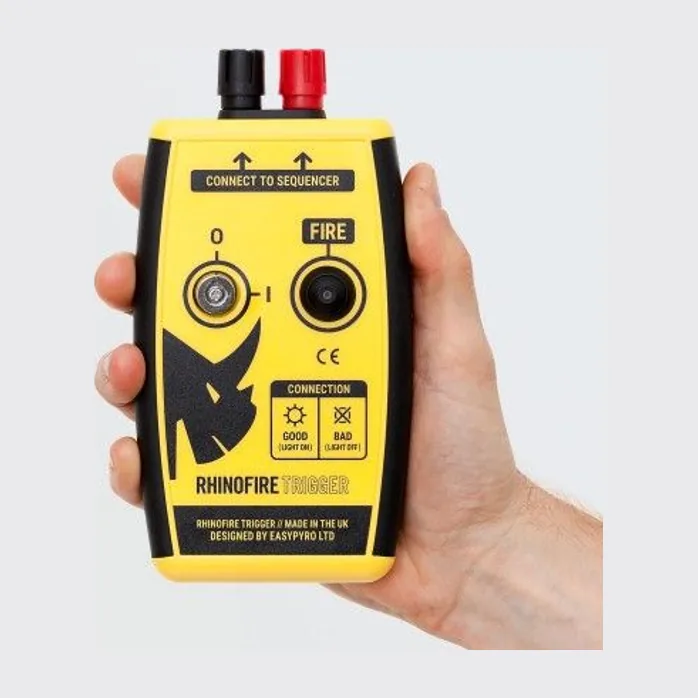 CONNECT TO SEQUENCER
O
FIRE
I
CE
CONNECTION
GOOD
BAD
(LIGHT ON)
(LIGHT OFF)
RHINOFIRE TRIGGER
RHINOFIRE TRIGGER // MADE IN THE UK
DESIGNED BY EASYPYRO LTD